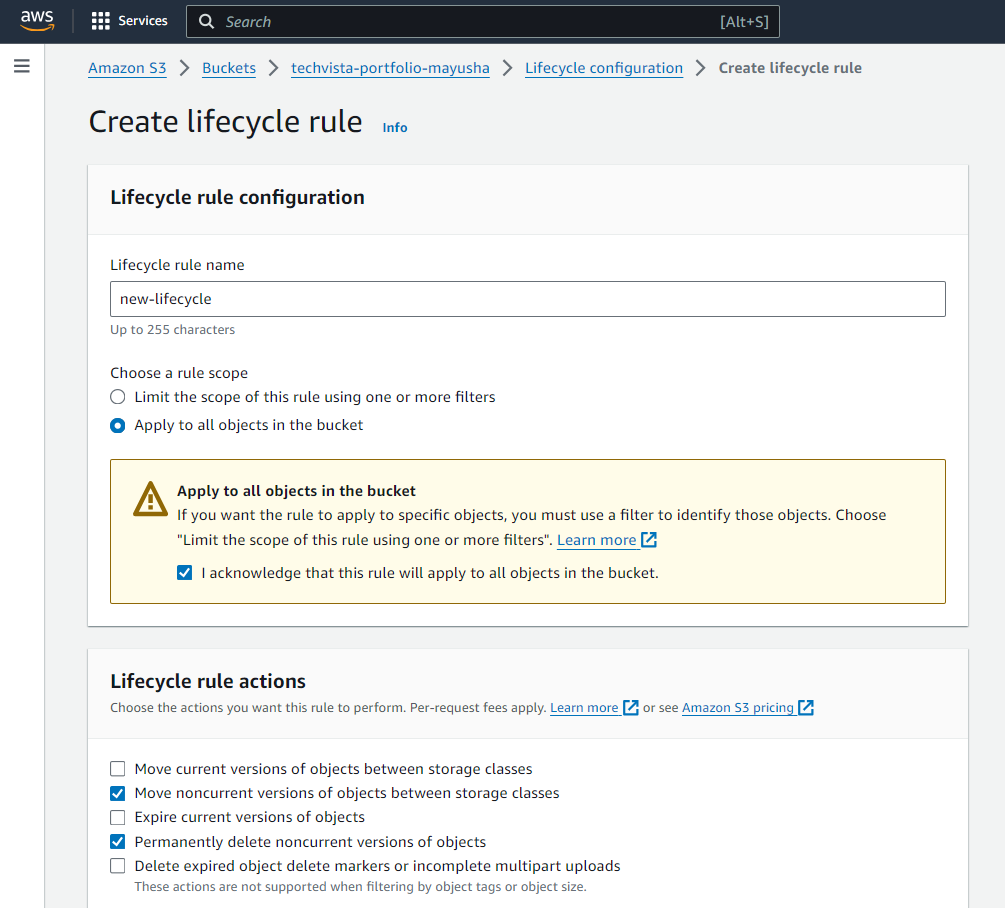 aws
Services
Search
[Alt+S]
Amazon S3 > Buckets > techvista-portfolio-mayusha > Lifecycle configuration > Create lifecycle rule
Create lifecycle rule Info
Lifecycle rule configuration
Lifecycle rule name
new-lifecycle
Up to 255 characters
Choose a rule scope
Limit the scope of this rule using one or more filters
Apply to all objects in the bucket
Apply to all objects in the bucket
If you want the rule to apply to specific objects, you must use a filter to identify those objects. Choose
"Limit the scope of this rule using one or more filters". Learn more
I acknowledge that this rule will apply to all objects in the bucket.
Lifecycle rule actions
Choose the actions you want this rule to perform. Per-request fees apply. Learn more or see Amazon S3 pricing
Move current versions of objects between storage classes
Move noncurrent versions of objects between storage classes
Expire current versions of objects
Permanently delete noncurrent versions of objects
Delete expired object delete markers or incomplete multipart uploads
These actions are not supported when filtering by object tags or object size.